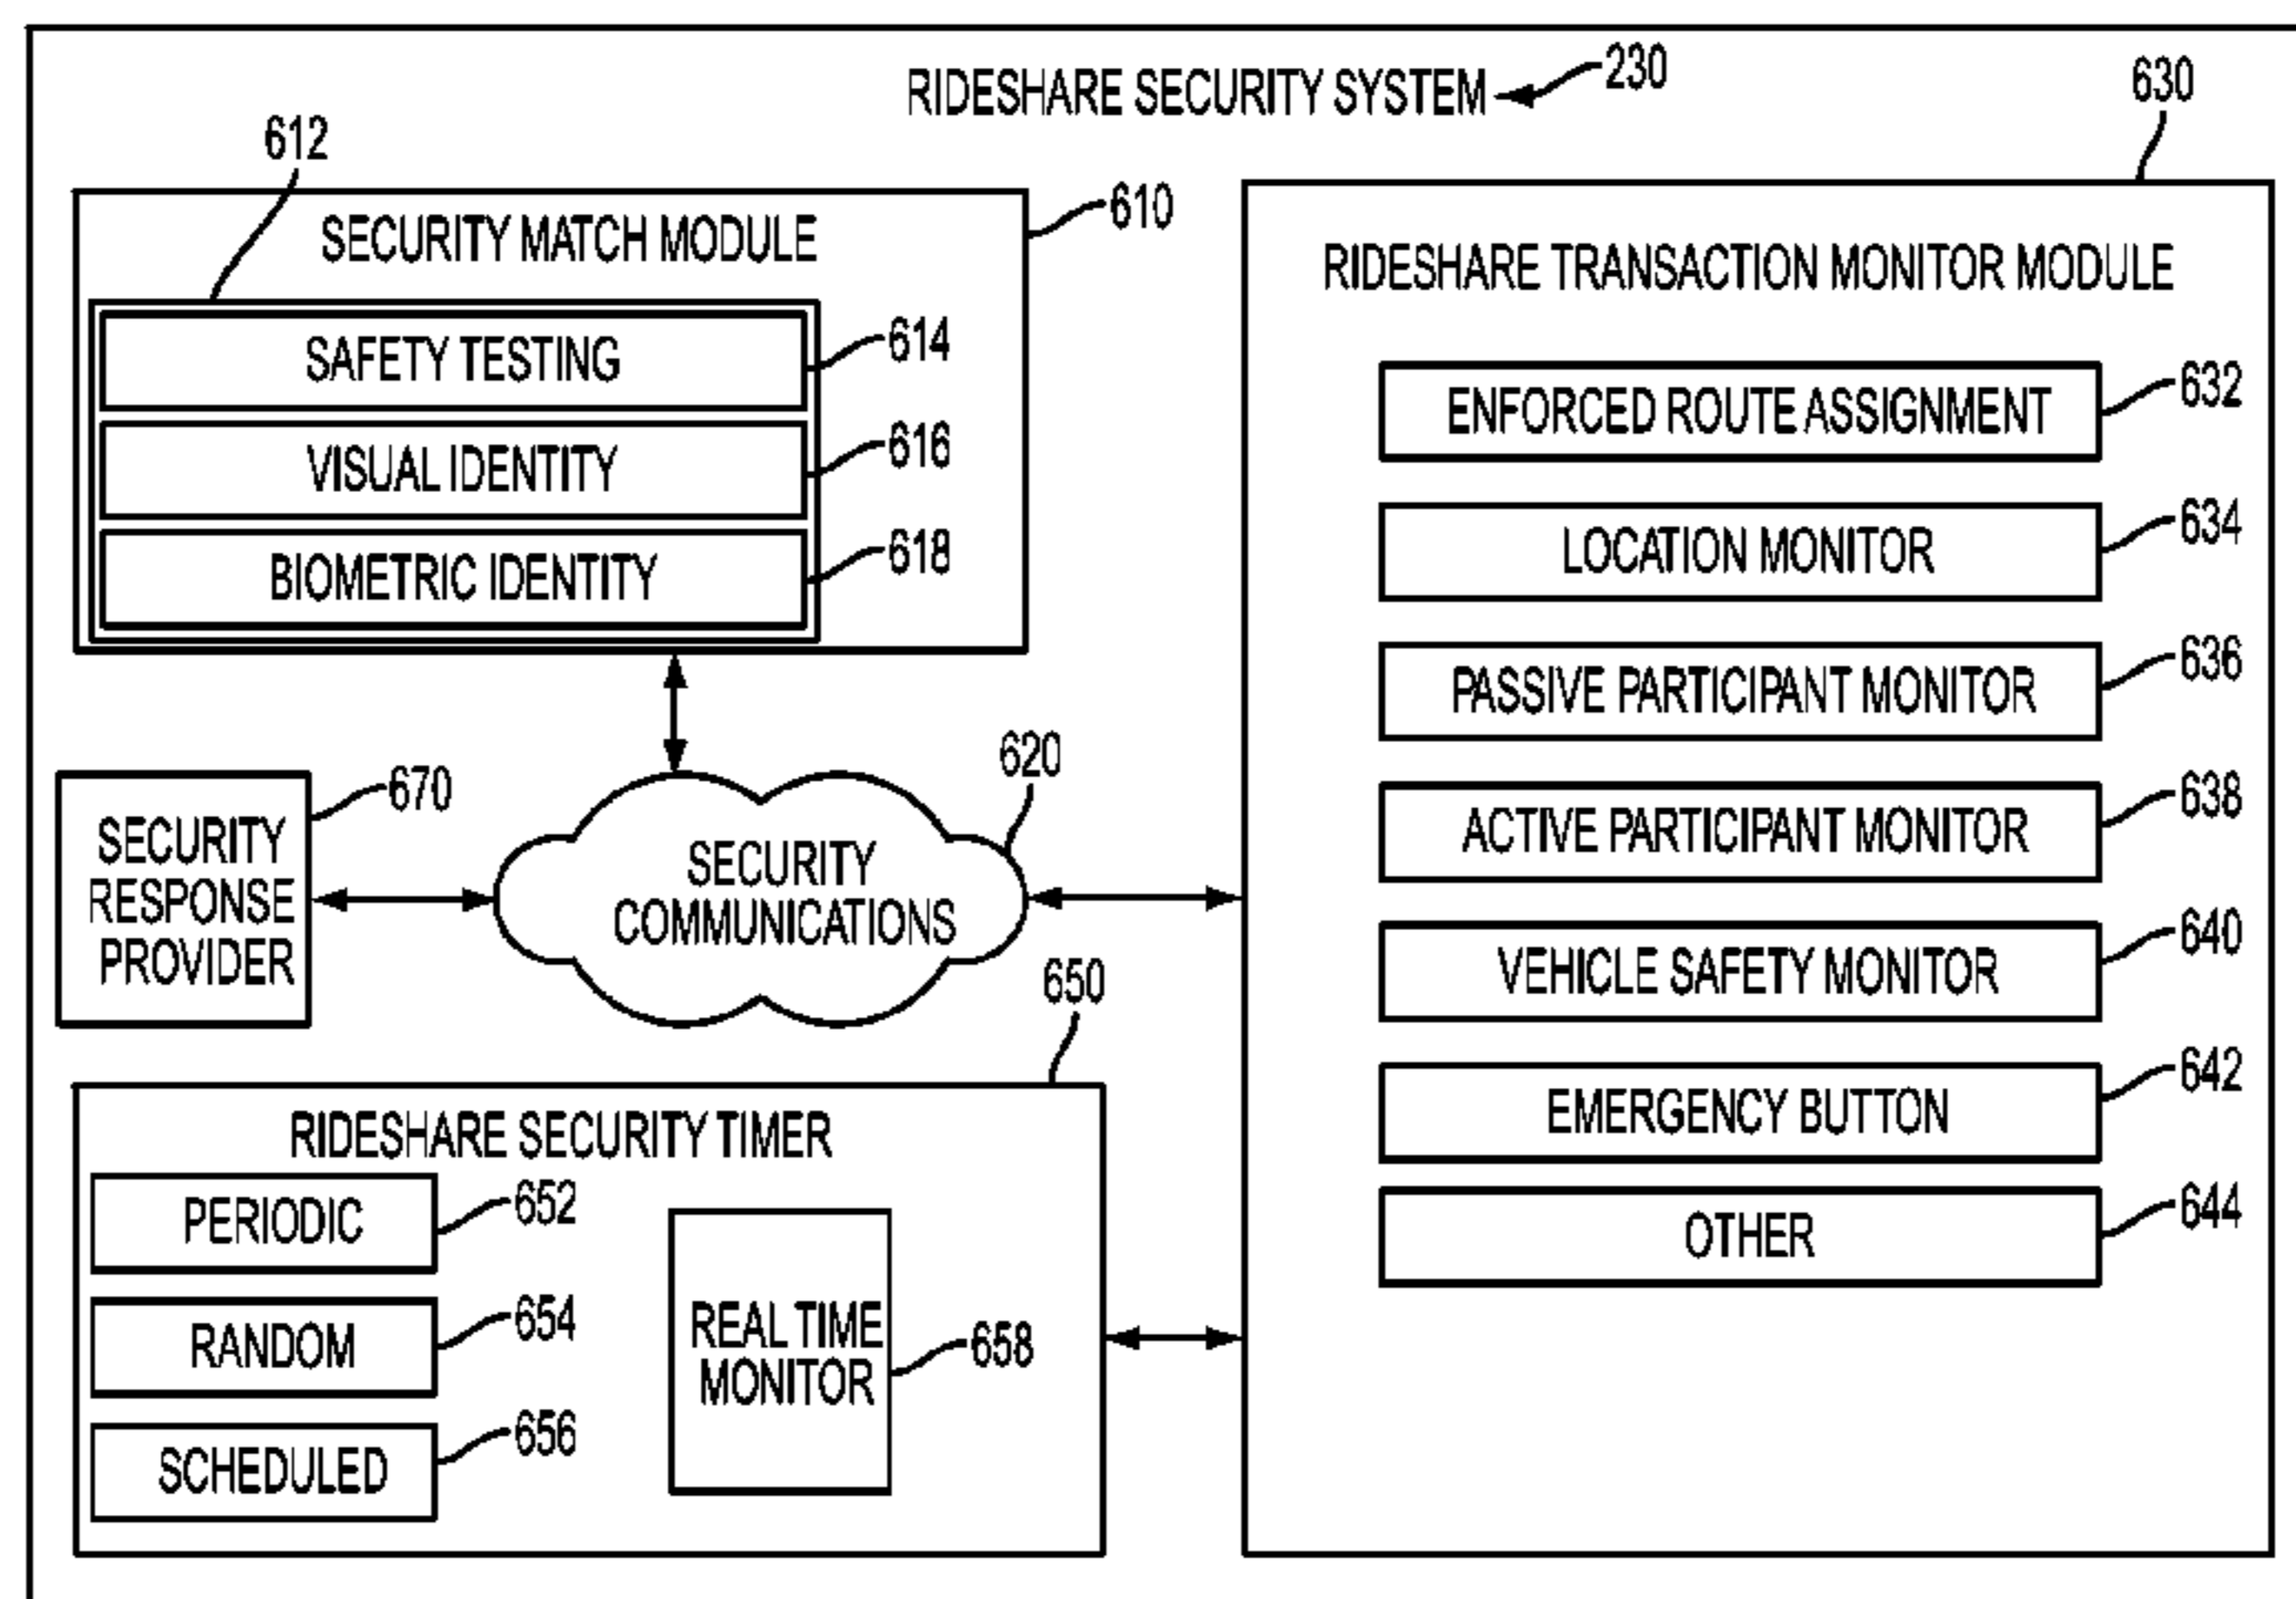 RIDESHARE SECURITY SYSTEM 230
630
612
SECURITY MATCH MODULE
610
SAFETY TESTING
614
VISUAL IDENTITY
616
BIOMETRIC IDENTITY
618
RIDESHARE TRANSACTION MONITOR MODULE
ENFORCED ROUTE ASSIGNMENT
632
LOCATION MONITOR
634
PASSIVE PARTICIPANT MONITOR
636
ACTIVE PARTICIPANT MONITOR
638
VEHICLE SAFETY MONITOR
640
EMERGENCY BUTTON
642
OTHER
644
SECURITY
RESPONSE
PROVIDER
670
SECURITY
COMMUNICATIONS
620
650
RIDESHARE SECURITY TIMER
PERIODIC
652
RANDOM
654
SCHEDULED
656
REAL TIME
MONITOR
658